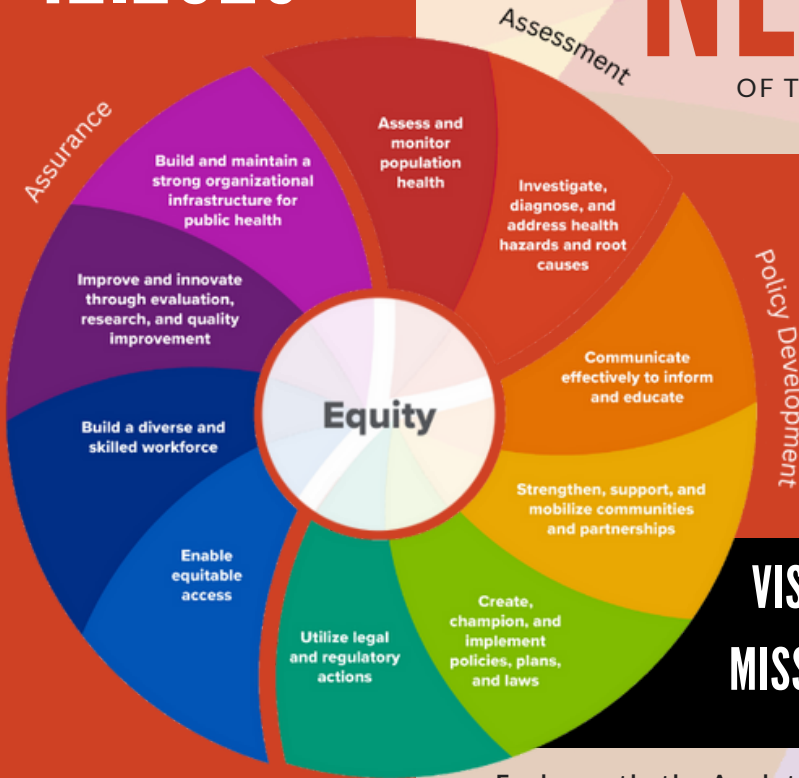 Assessment
OF T
Assurance
Assess and
monitor
population
health
Investigate,
diagnose, and
address health
hazards and root
causes
Policy Development
Communicate
effectively to inform
and educate
Strengthen, support, and
mobilize communities
and partnerships
Create,
champion, and
implement
policies, plans,
and laws
Utilize legal
and regulatory
actions
Enable
equitable
access
Build a diverse and
skilled workforce
Improve and innovate
through evaluation,
research, and quality
improvement
Build and maintain a
strong organizational
infrastructure for
public health
Equity
VIS
MISS